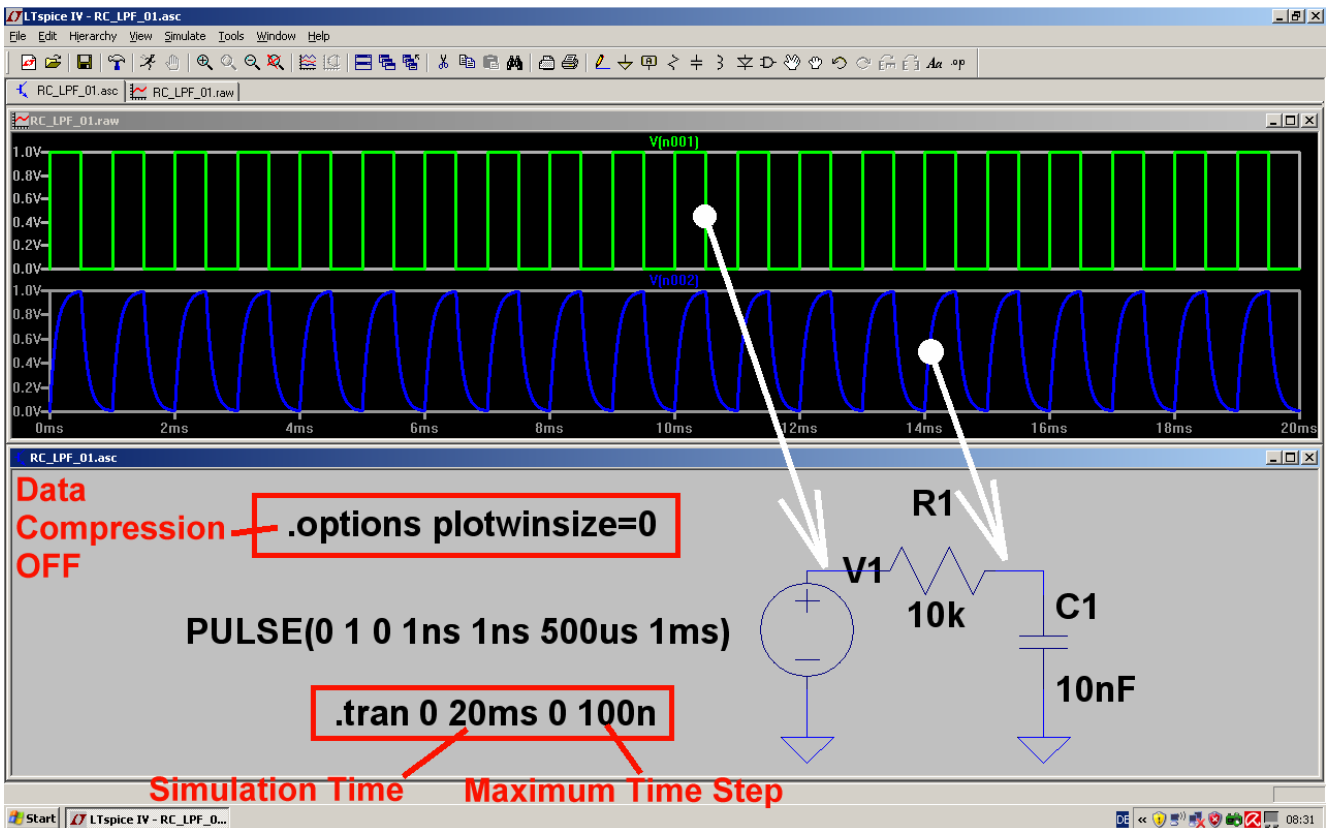 LTspice IV - RC_LPF_01.asc
File Edit Hierarchy View Simulate Tools Window Help
Aa .op
RC_LPF_01.asc RC_LPF_01.raw
RC_LPF_01.raw
V(n001)
1.0V
0.8V
0.6V
0.4V
0.2V
0.0V
V(n002)
1.0V
0.8V
0.6V
0.4V
0.2V
0.0V
0ms 2ms 4ms 6ms 8ms 10ms 12ms 14ms 16ms 18ms 20ms
RC_LPF_01.asc
Data
Compression
OFF
.options plotwinsize=0
R1
V1
10k
C1
PULSE(0 1 0 1ns 1ns 500us 1ms)
10nF
.tran 0 20ms 0 100n
Simulation Time Maximum Time Step
Start LTspice IV - RC_LPF_0... DE « 08:31